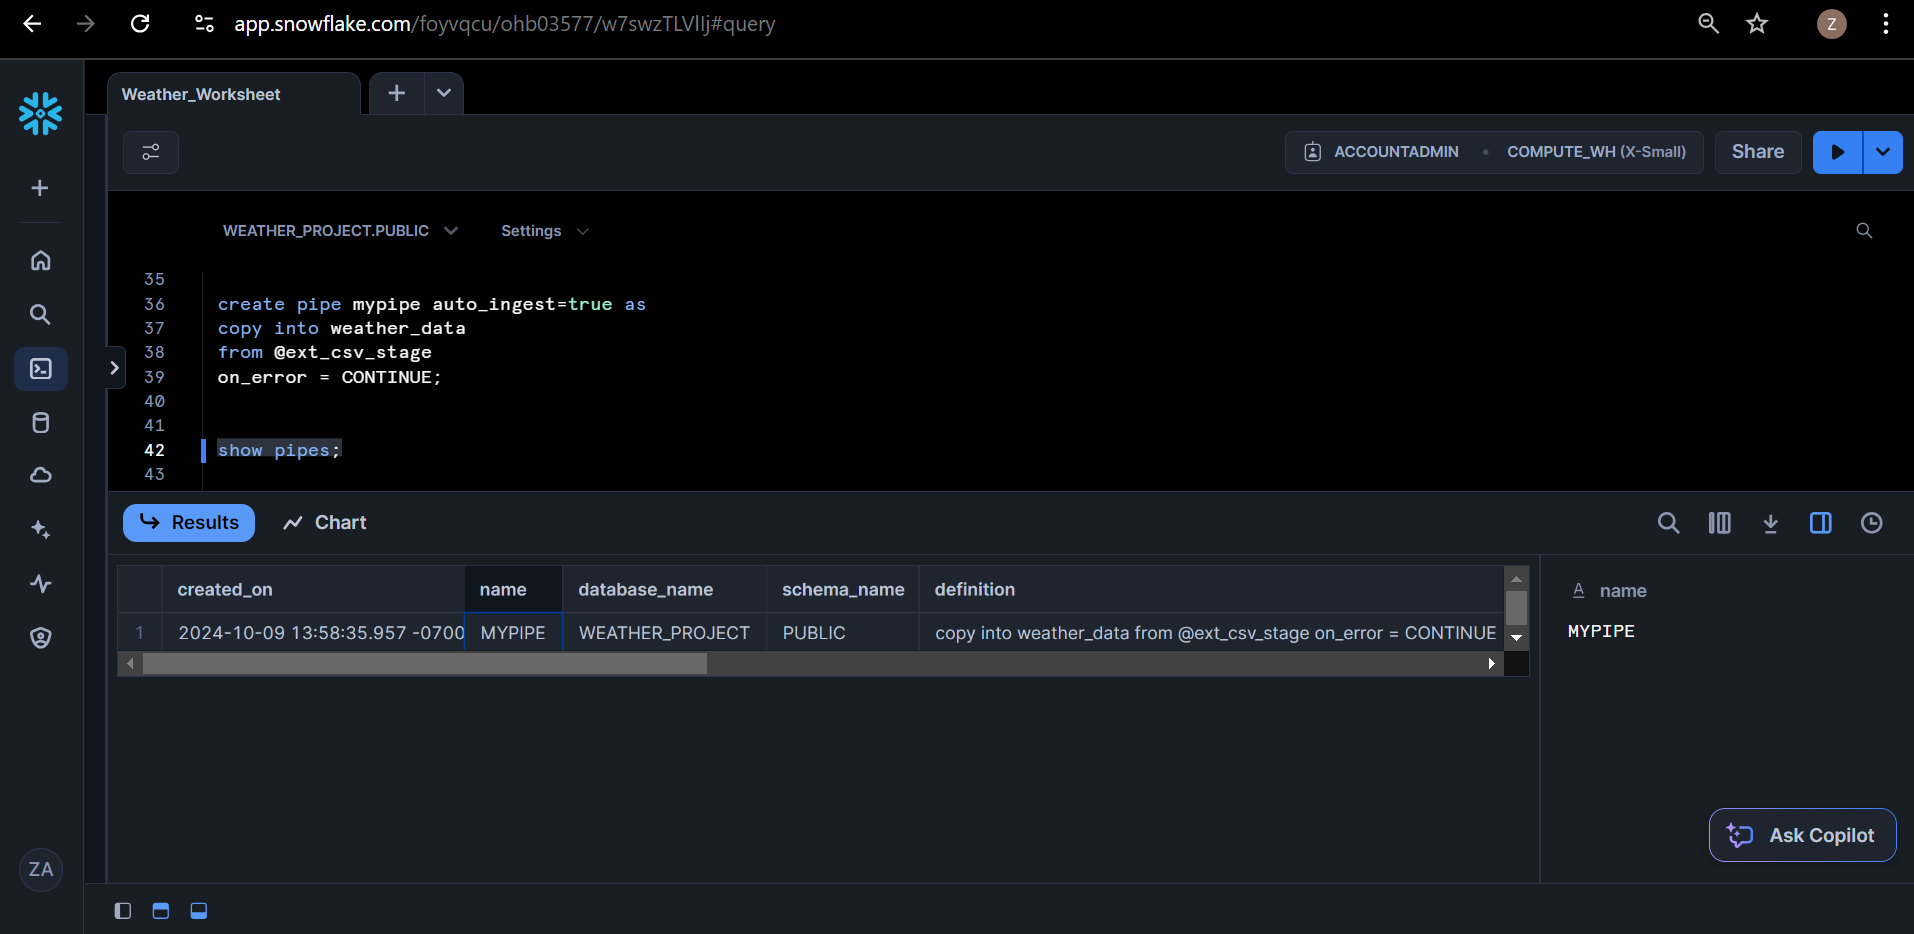 app.snowflake.com/foyvqcu/ohb03577/w7swzTLVlIj#query
Z
Weather_Worksheet
ACCOUNTADMIN • COMPUTE_WH (X-Small)
Share
WEATHER_PROJECT.PUBLIC
Settings
35
36 create pipe mypipe auto_ingest=true as
37 copy into weather_data
38 from @ext_csv_stage
39 on_error = CONTINUE;
40
41
42 show pipes;
43
Results
Chart
created_on name database_name schema_name definition
1 2024-10-09 13:58:35.957 -0700 MYPIPE WEATHER_PROJECT PUBLIC copy into weather_data from @ext_csv_stage on_error = CONTINUE
A name
MYPIPE
Ask Copilot
ZA